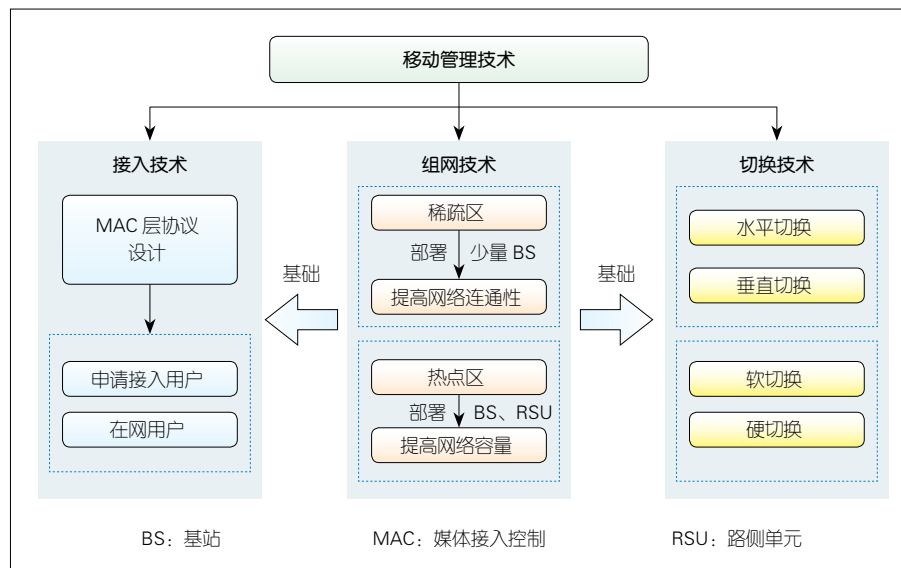 移动管理技术
接入技术
MAC 层协议
设计
申请接入用户
在网用户
基础
组网技术
稀疏区
部署 少量 BS
提高网络连通性
热点区
部署 BS、RSU
提高网络容量
基础
切换技术
水平切换
垂直切换
软切换
硬切换
BS：基站 MAC：媒体接入控制 RSU：路侧单元